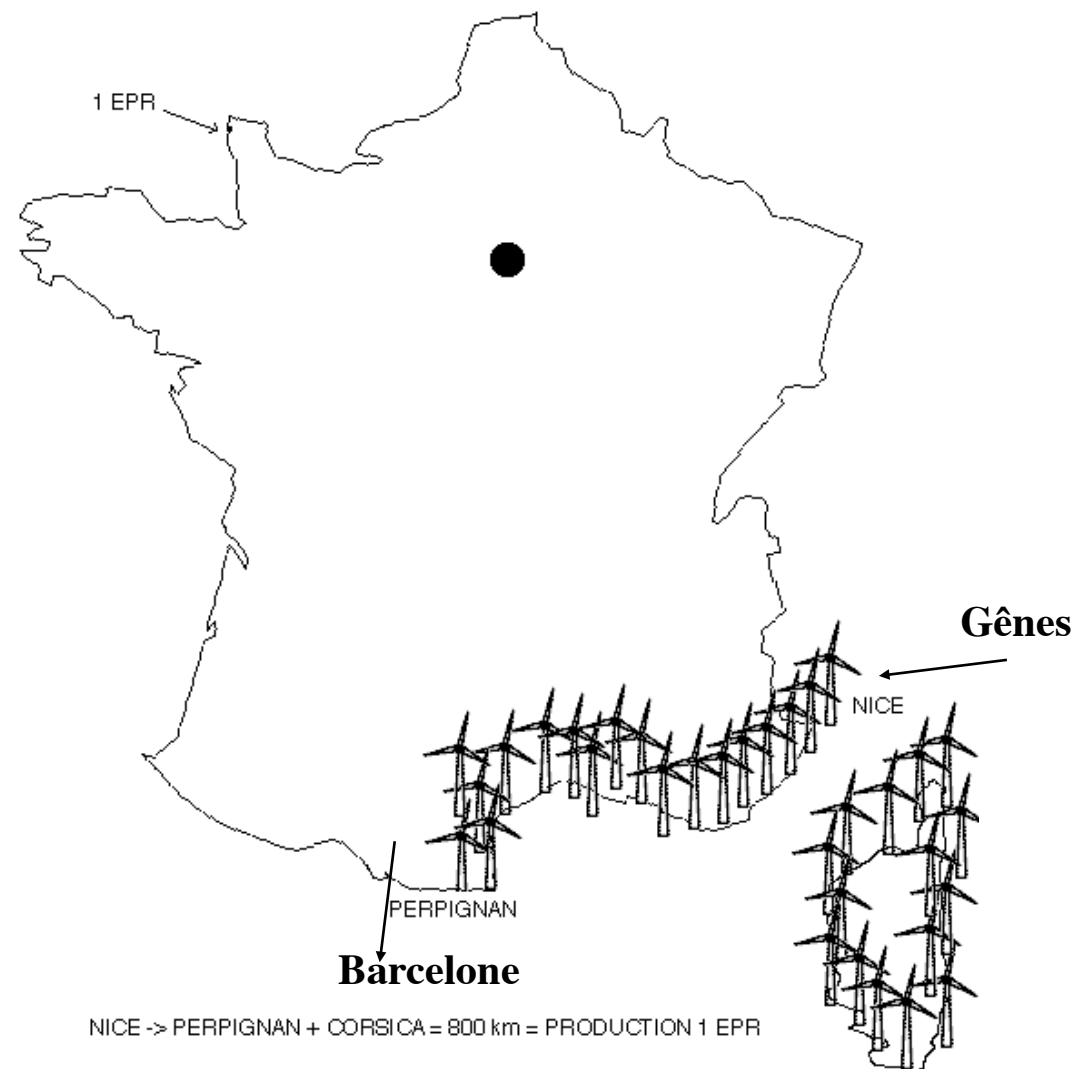 1 EPR
Gênes
NICE
PERPIGNAN
Barcelone
NICE -> PERPIGNAN + CORSICA = 800 km = PRODUCTION 1 EPR